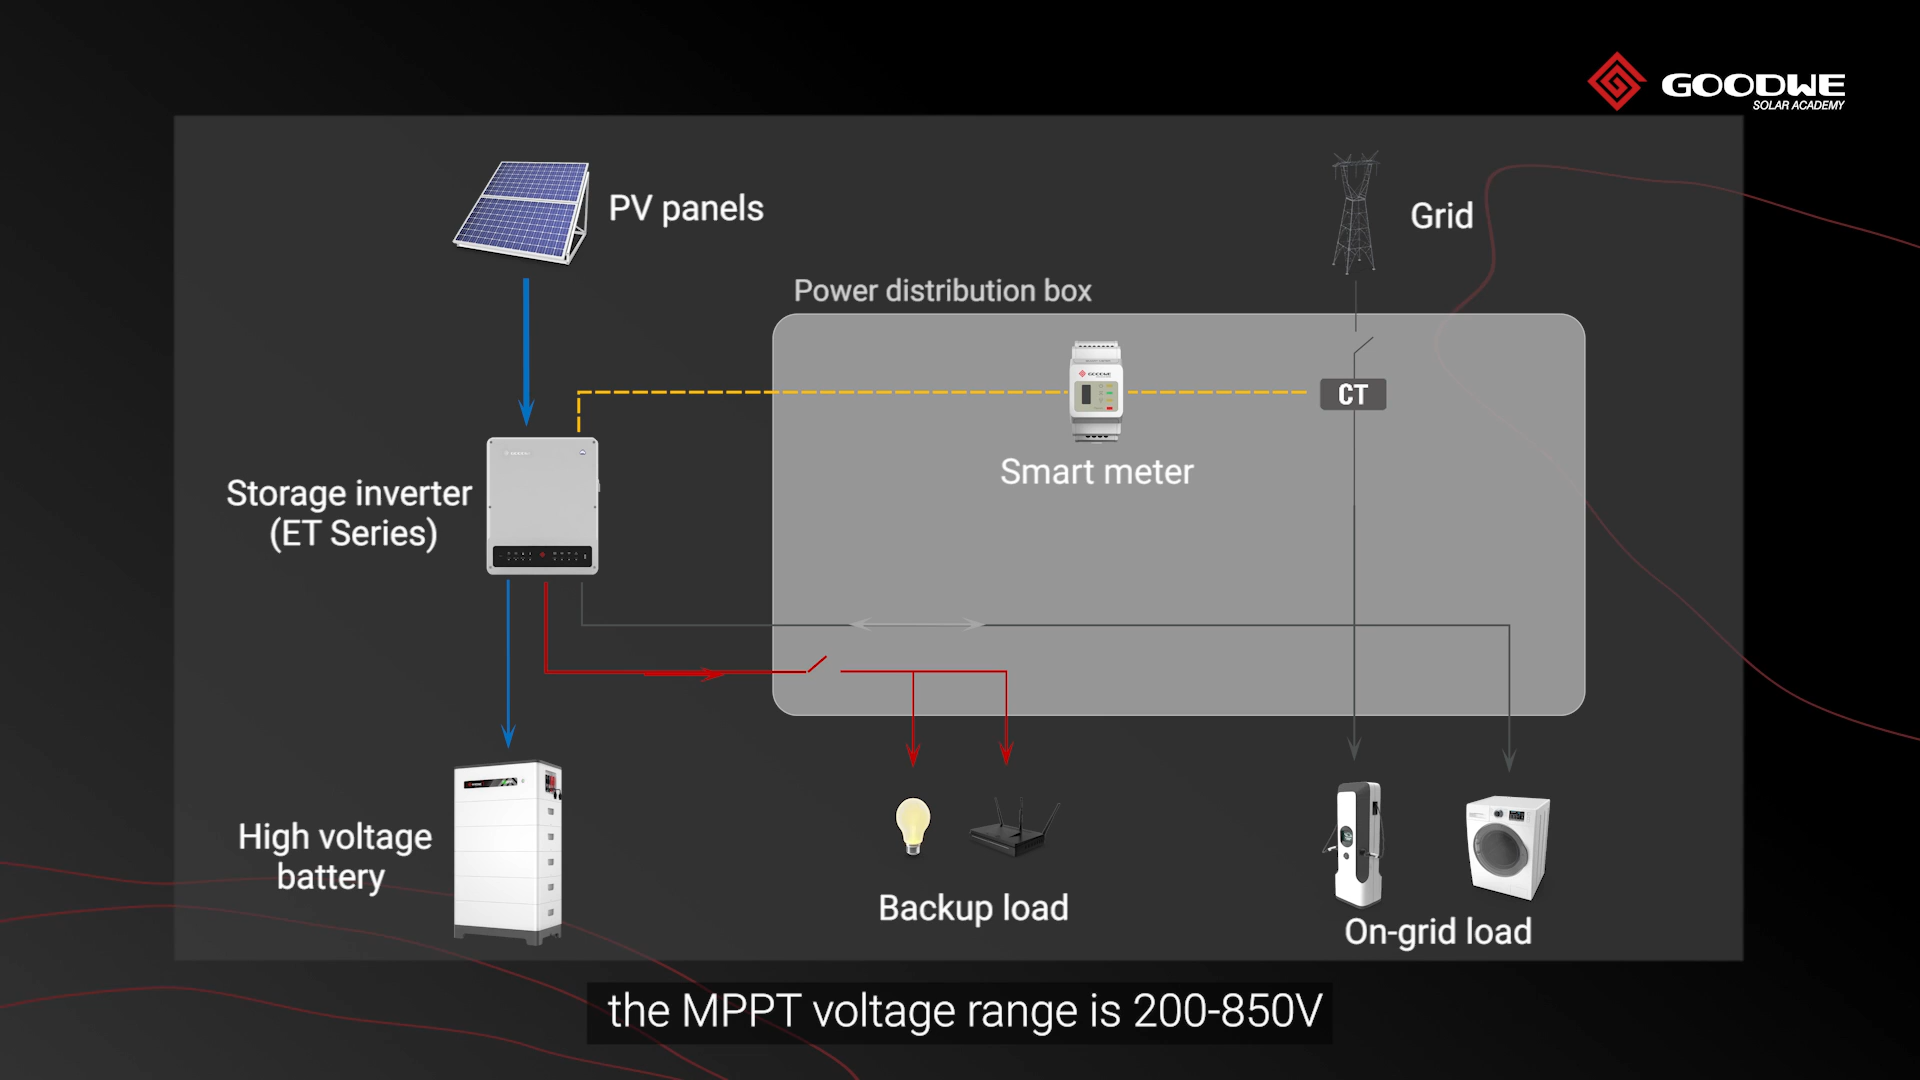 GOODWE
SOLAR ACADEMY
PV panels
Grid
Power distribution box
GOODWE
CT
Smart meter
Storage inverter
(ET Series)
High voltage
battery
Backup load
On-grid load
the MPPT voltage range is 200-850V